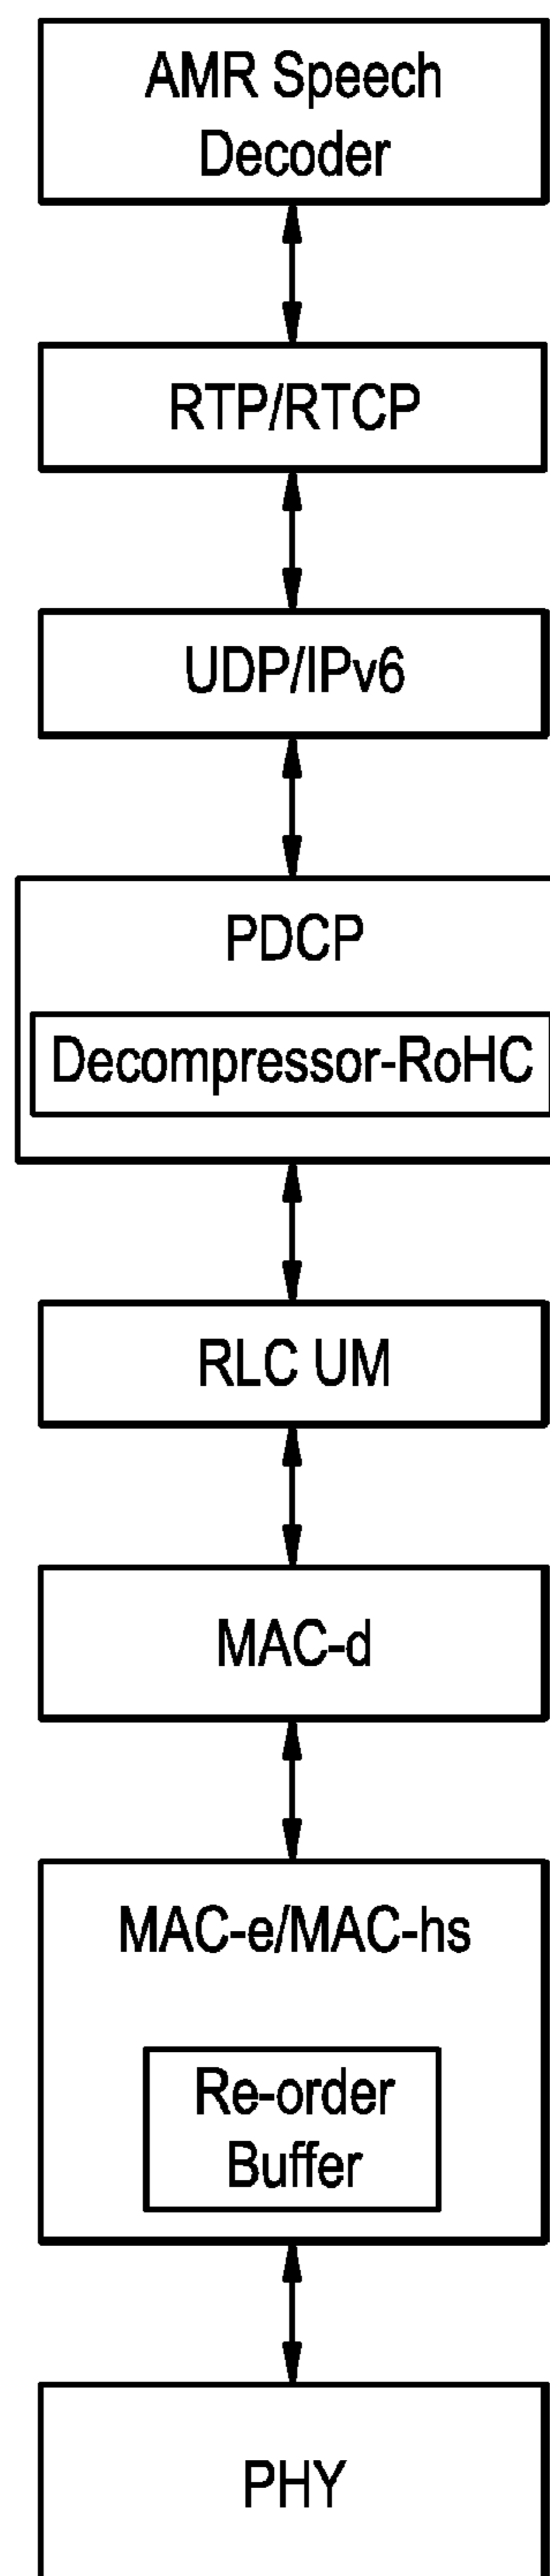 AMR Speech
Decoder
RTP/RTCP
UDP/IPv6
PDCP
Decompressor-RoHC
RLC UM
MAC-d
MAC-e/MAC-hs
Re-order
Buffer
PHY